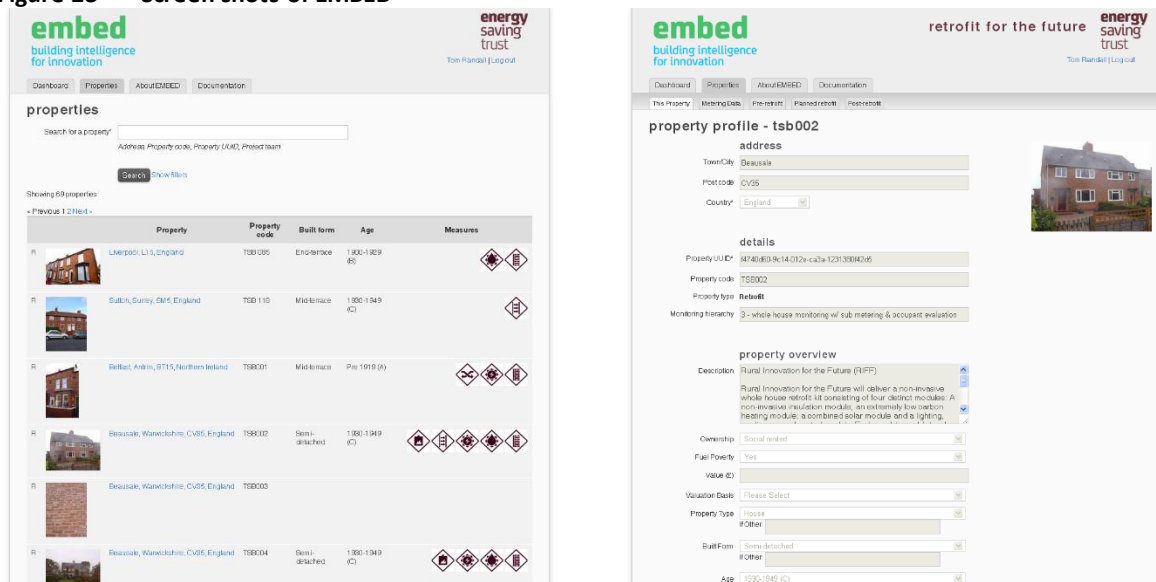 Figure 28 Screen shots of EMBED
embed
building intelligence
for innovation
energy
saving
trust
Tom Randall | Log out
Dashboard Properties About EMBED Documentation
properties
Search for a property*
Address, Property code, Property UUID, Project team
Search Show filters
Showing 69 properties
« Previous 1 2 Next »
Property Property code Built form Age Measures
R Liverpool, L15, England TSB085 End-terrace 1900-1929 (B)
R Sutton, Surrey, SM5, England TSB110 Mid-terrace 1930-1949 (C)
R Belfast, Antrim, BT15, Northern Ireland TSB001 Mid-terrace Pre 1919 (A)
R Beausale, Warwickshire, CV35, England TSB002 Semi-detached 1930-1949 (C)
R Beausale, Warwickshire, CV35, England TSB003
R Beausale, Warwickshire, CV35, England TSB004 Semi-detached 1930-1949 (C)
embed
building intelligence
for innovation
retrofit for the future
energy
saving
trust
Tom Randall | Log out
Dashboard Properties About EMBED Documentation
This Property Metering Data Pre-retrofit Planned retrofit Post-retrofit
property profile - tsb002
address
Town/City Beausale
Post code CV35
Country* England
details
Property UUID*
Property code TSB002
Property type Retrofit
Monitoring hierarchy 3 - whole house monitoring w/ sub metering & occupant evaluation
property overview
Description Rural Innovation for the Future (RIFF)
Rural Innovation for the Future will deliver a non-invasive
whole house retrofit kit consisting of four distinct modules: A
non-invasive insulation module; an extremely low carbon
heating module; a combined solar module and a lighting,
Ownership Social rented
Fuel Poverty Yes
Value (£)
Valuation Basis Please Select
Property Type House
If Other:
Built Form Semi-detached
If Other:
Age 1930-1949 (C)